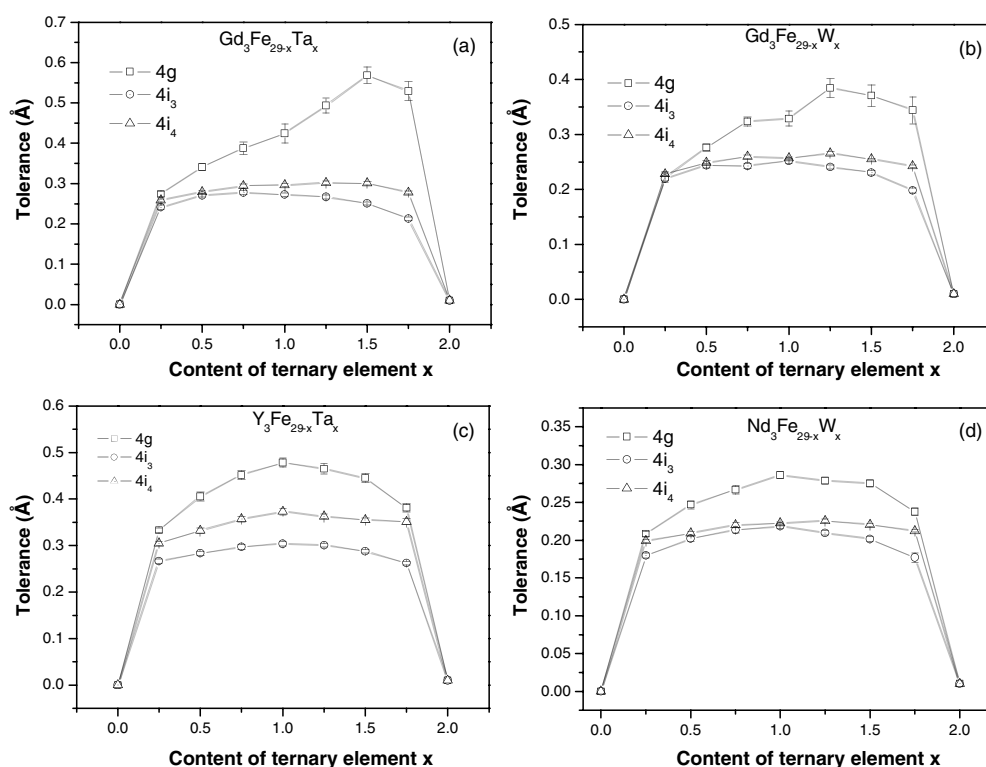 Gd₃Fe₂₉₋ₓTaₓ
(a)
4g
4i₃
4i₄
Tolerance (Å)
0.7
0.6
0.5
0.4
0.3
0.2
0.1
0.0
0.0 0.5 1.0 1.5 2.0
Content of ternary element x
Gd₃Fe₂₉₋ₓWₓ
(b)
4g
4i₃
4i₄
Tolerance (Å)
0.5
0.4
0.3
0.2
0.1
0.0
0.0 0.5 1.0 1.5 2.0
Content of ternary element x
Y₃Fe₂₉₋ₓTaₓ
(c)
4g
4i₃
4i₄
Tolerance (Å)
0.6
0.5
0.4
0.3
0.2
0.1
0.0
0.0 0.5 1.0 1.5 2.0
Content of ternary element x
Nd₃Fe₂₉₋ₓWₓ
(d)
4g
4i₃
4i₄
Tolerance (Å)
0.35
0.30
0.25
0.20
0.15
0.10
0.05
0.00
0.0 0.5 1.0 1.5 2.0
Content of ternary element x